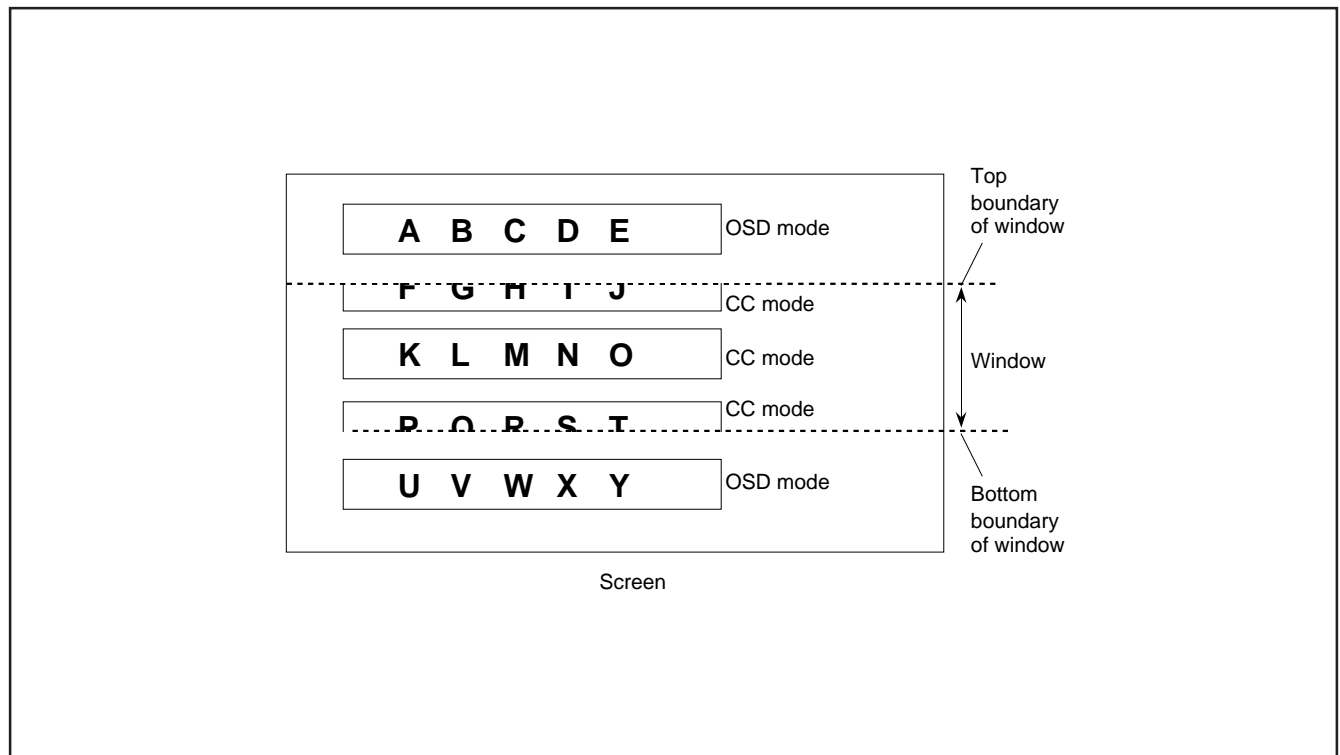 Top
boundary
of window
A B C D E
OSD mode
F G H I J
CC mode
K L M N O
CC mode
Window
CC mode
P Q R S T
U V W X Y
OSD mode
Bottom
boundary
of window
Screen